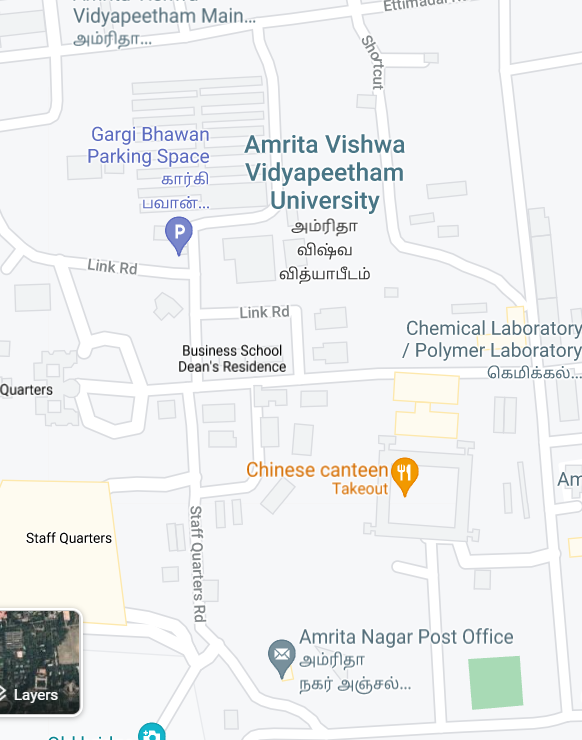 Vidyapeetham Main...
அம்ரிதா...
Ettimadai
Shortcut
Gargi Bhawan
Parking Space
கார்கி
பவான்...
P
Amrita Vishwa
Vidyapeetham
University
அம்ரிதா
விஷ்வ
வித்யாபீடம்
Link Rd
Link Rd
Chemical Laboratory
/ Polymer Laboratory
கெமிக்கல்...
Business School
Dean's Residence
Quarters
Chinese canteen
Takeout
Am
Staff Quarters
Staff Quarters Rd
Amrita Nagar Post Office
அம்ரிதா
நகர் அஞ்சல்...
Layers